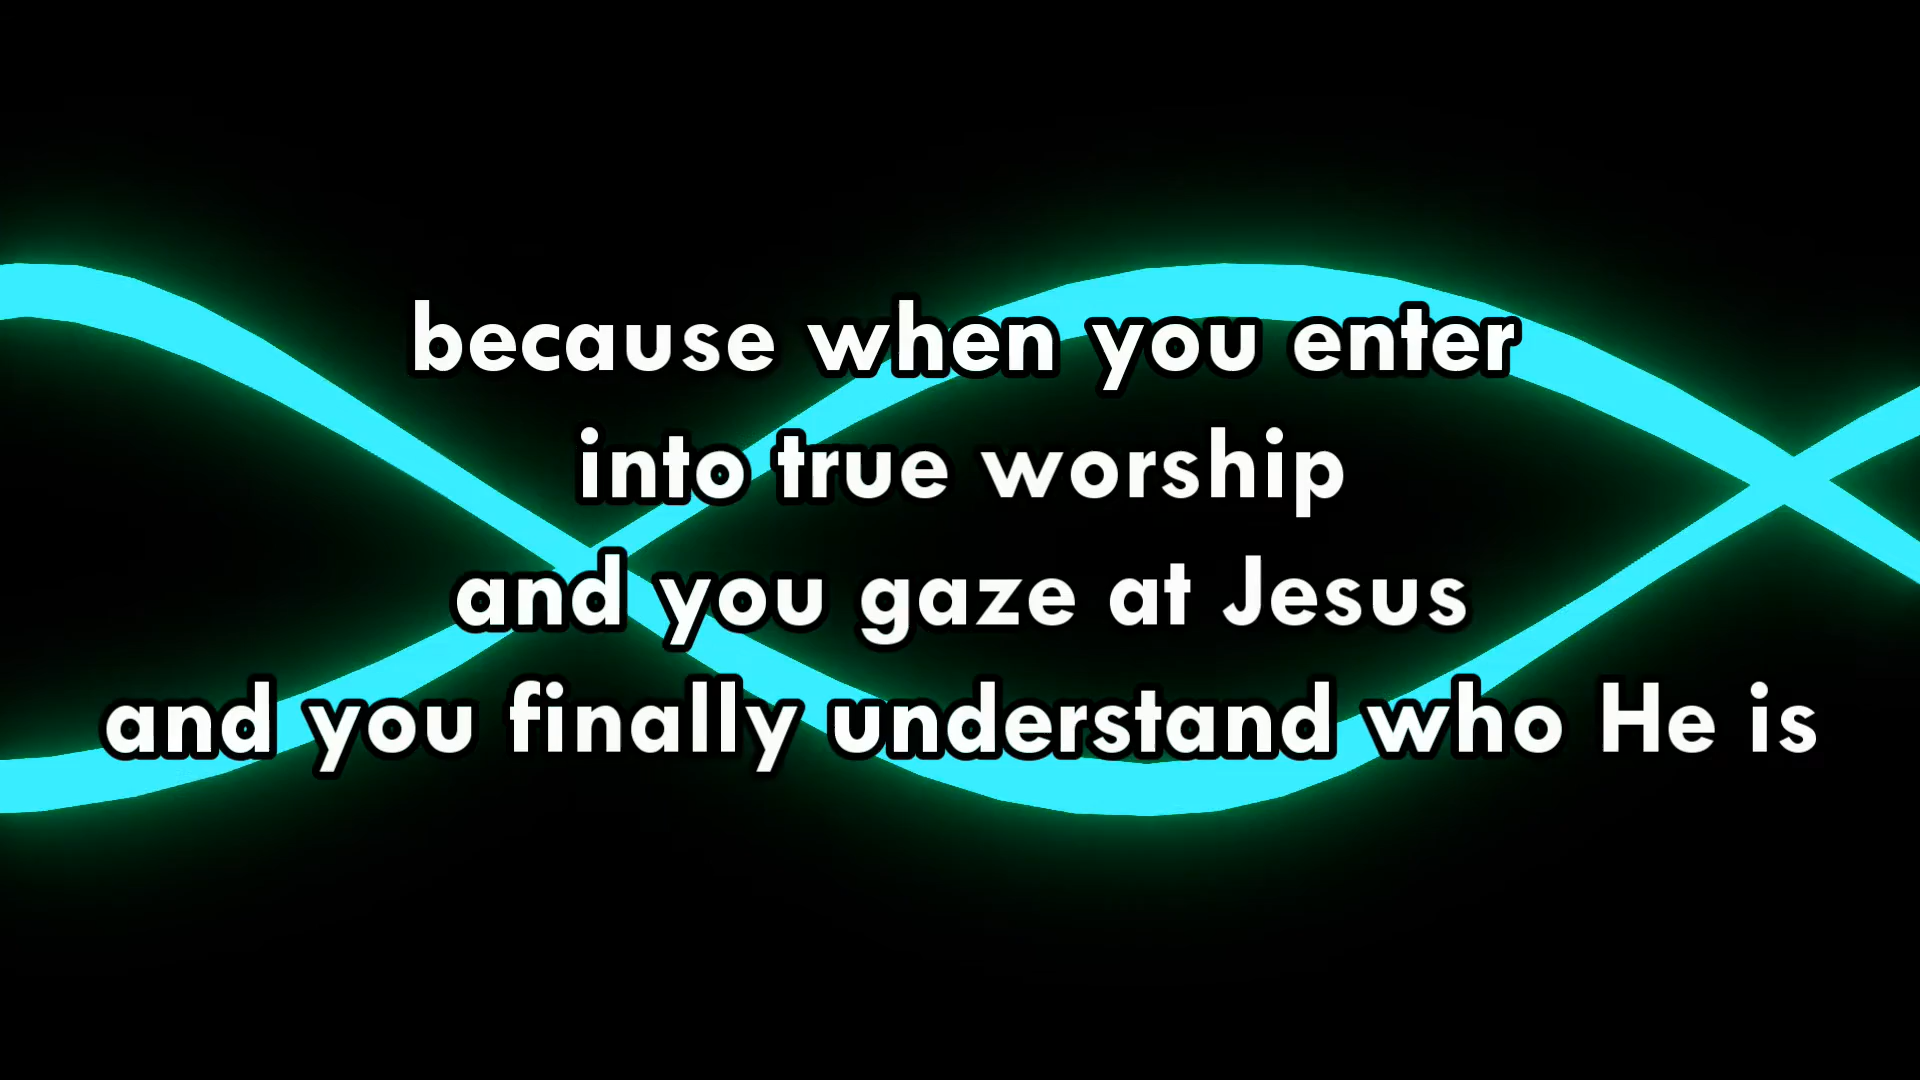 because when you enter
into true worship
and you gaze at Jesus
and you finally understand who He is